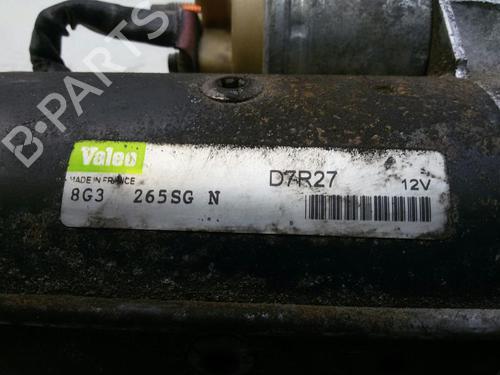 B-PARTS
Valeo
MADE IN FRANCE
D7R27 12V
8G3 265SG N